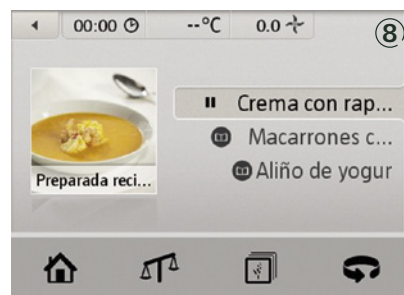 00:00 --°C 0.0 ⑧
Crema con rap...
Macarrones c...
Aliño de yogur
Preparada reci...